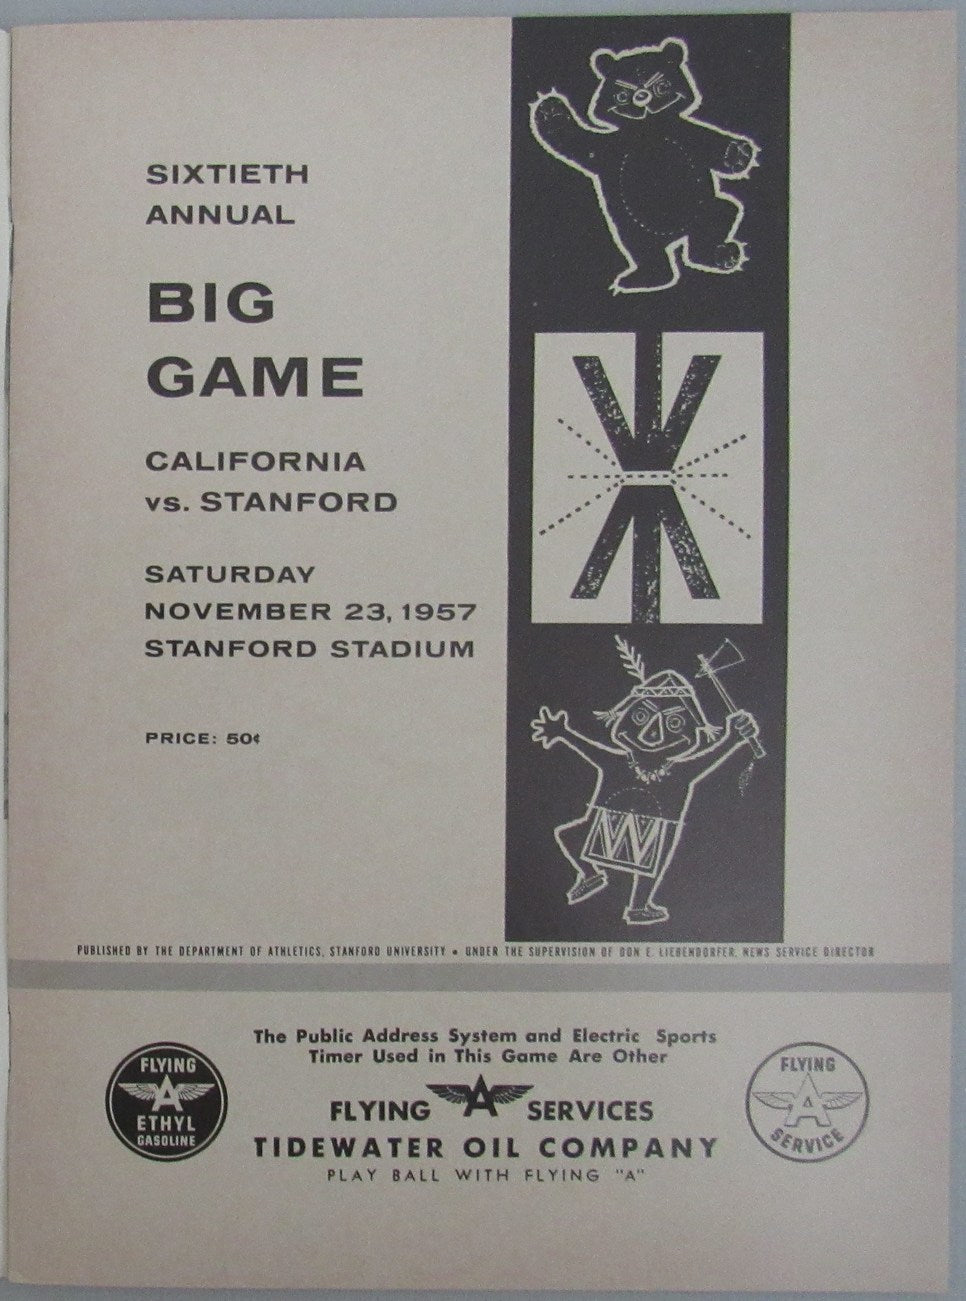 SIXTIETH
ANNUAL
BIG
GAME
CALIFORNIA
vs. STANFORD
SATURDAY
NOVEMBER 23, 1957
STANFORD STADIUM
PRICE: 50¢
PUBLISHED BY THE DEPARTMENT OF ATHLETICS, STANFORD UNIVERSITY • UNDER THE SUPERVISION OF DON E. LIEBENDORFER, NEWS SERVICE DIRECTOR
The Public Address System and Electric Sports
Timer Used in This Game Are Other
FLYING A SERVICES
TIDEWATER OIL COMPANY
PLAY BALL WITH FLYING "A"
FLYING
A
ETHYL
GASOLINE
FLYING
A
SERVICE